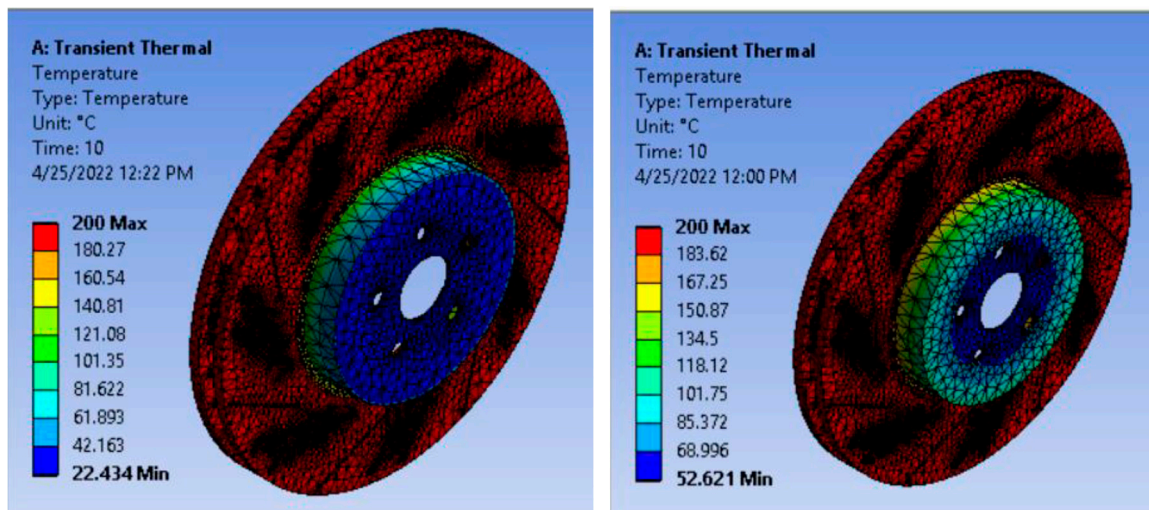 A: Transient Thermal
Temperature
Type: Temperature
Unit: °C
Time: 10
4/25/2022 12:22 PM
200 Max
180.27
160.54
140.81
121.08
101.35
81.622
61.893
42.163
22.434 Min
A: Transient Thermal
Temperature
Type: Temperature
Unit: °C
Time: 10
4/25/2022 12:00 PM
200 Max
183.62
167.25
150.87
134.5
118.12
101.75
85.372
68.996
52.621 Min